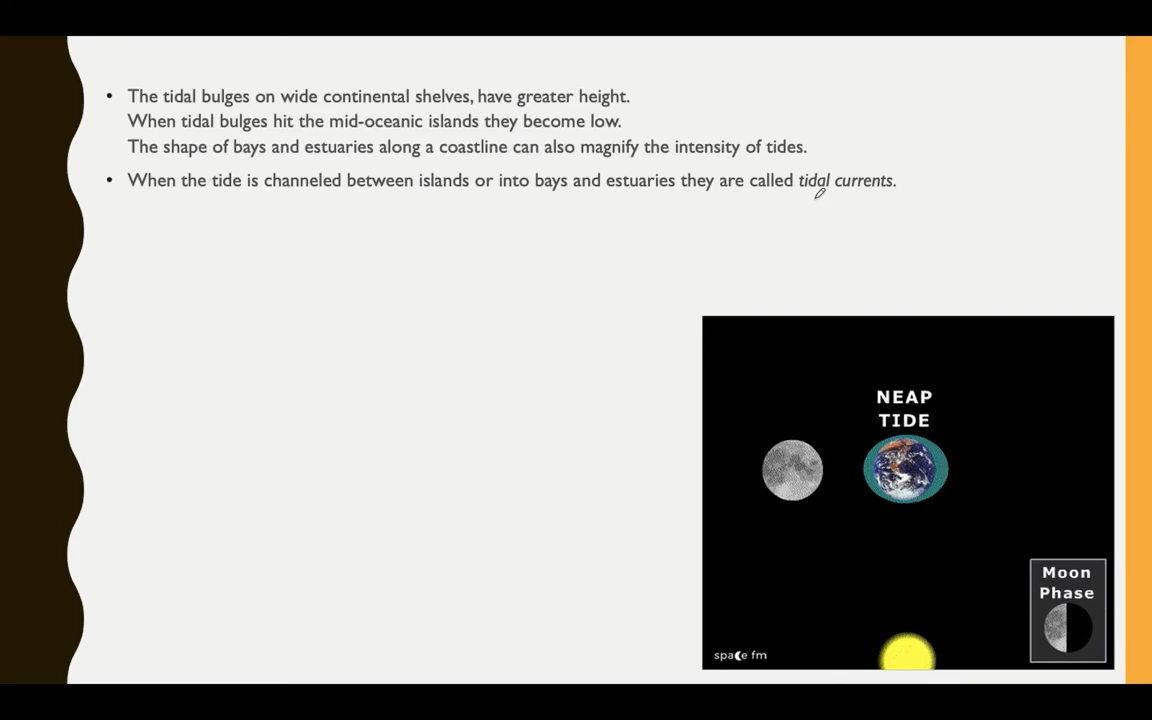 • The tidal bulges on wide continental shelves, have greater height.
When tidal bulges hit the mid-oceanic islands they become low.
The shape of bays and estuaries along a coastline can also magnify the intensity of tides.
• When the tide is channeled between islands or into bays and estuaries they are called tidal currents.
NEAP
TIDE
Moon
Phase
space fm